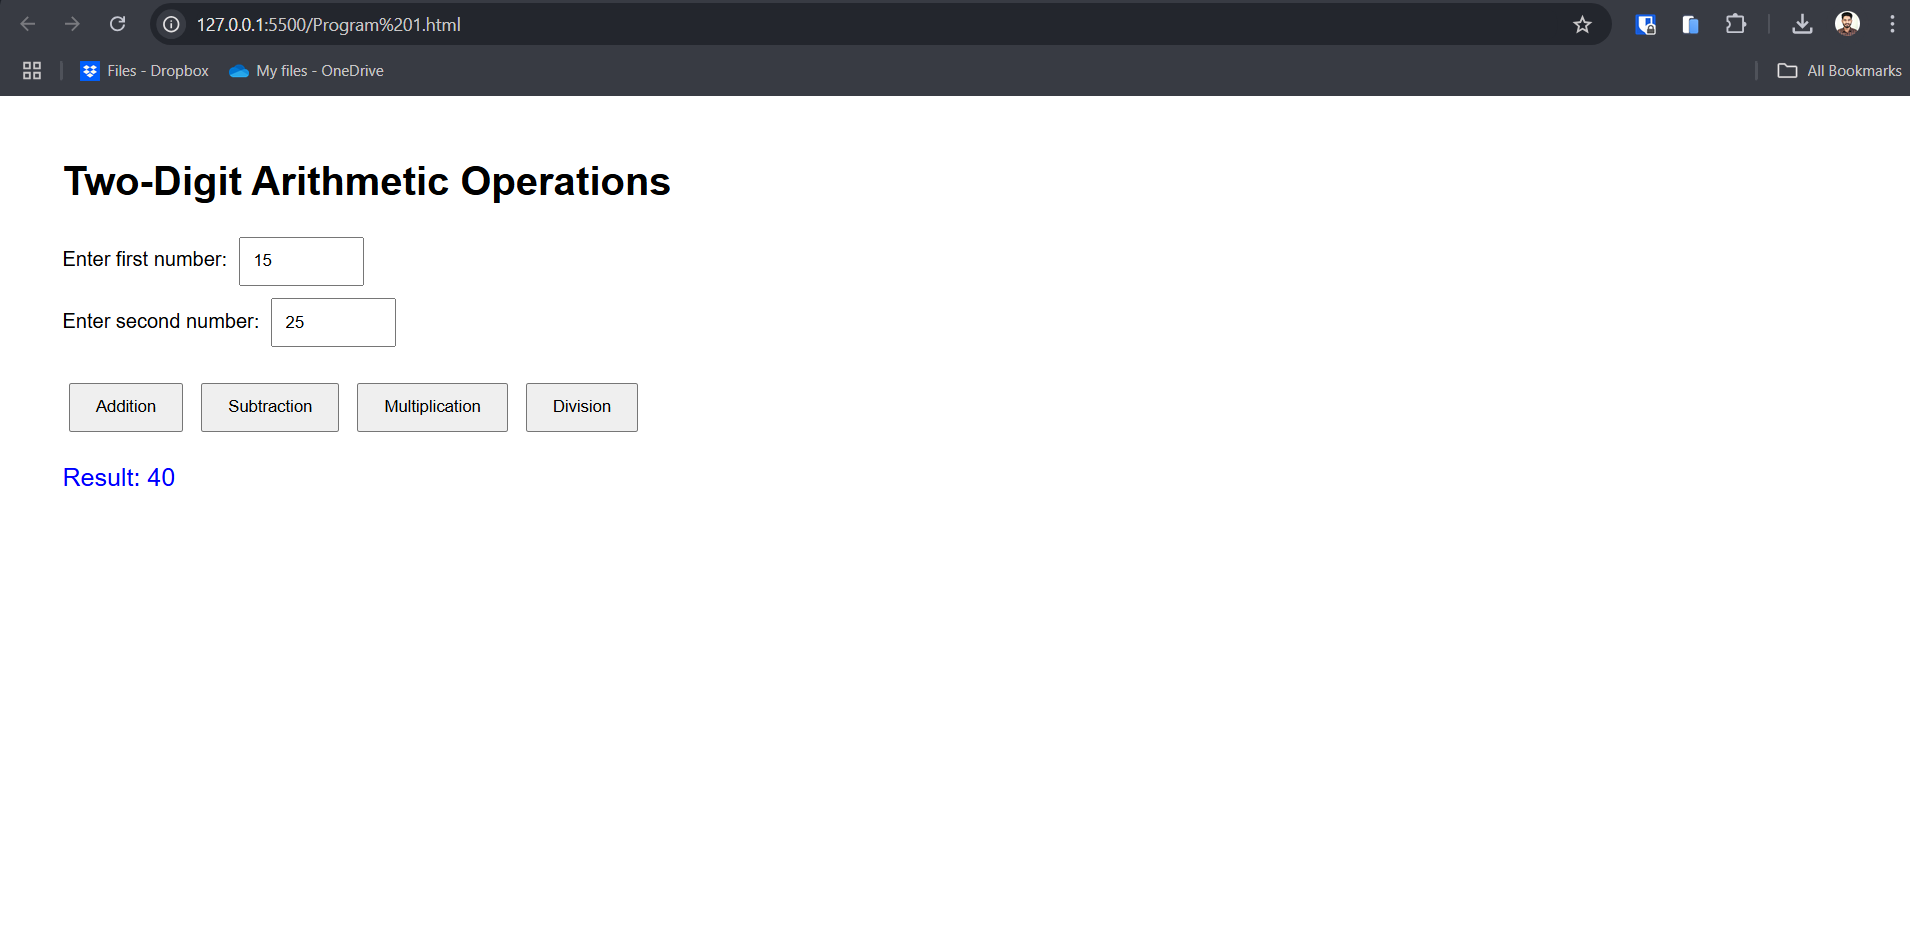 127.0.0.1:5500/Program%201.html
Files - Dropbox My files - OneDrive All Bookmarks
Two-Digit Arithmetic Operations
Enter first number: 15
Enter second number: 25
Addition Subtraction Multiplication Division
Result: 40